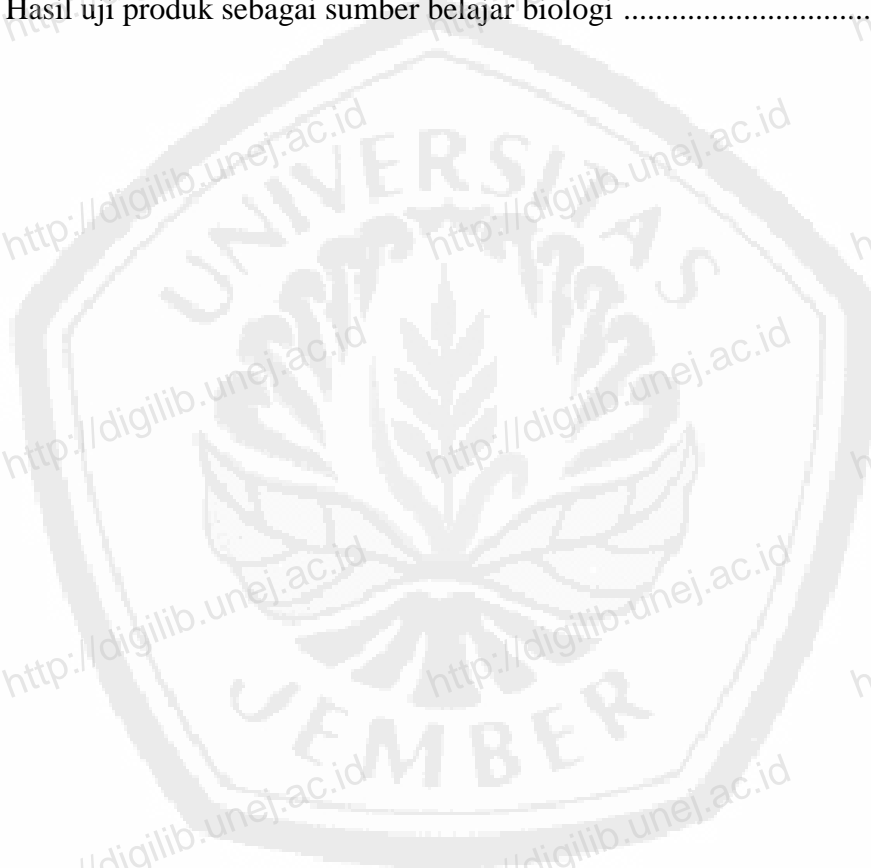 Hasil uji produk sebagai sumber belajar biologi ...............................
http://digilib.unej.ac.id
http://digilib.unej.ac.id
UNIVERSITAS
http://digilib.unej.ac.id
http://digilib.unej.ac.id
http://digilib.unej.ac.id
http://digilib.unej.ac.id
JEMBER
http://digilib.unej.ac.id
http://digilib.unej.ac.id